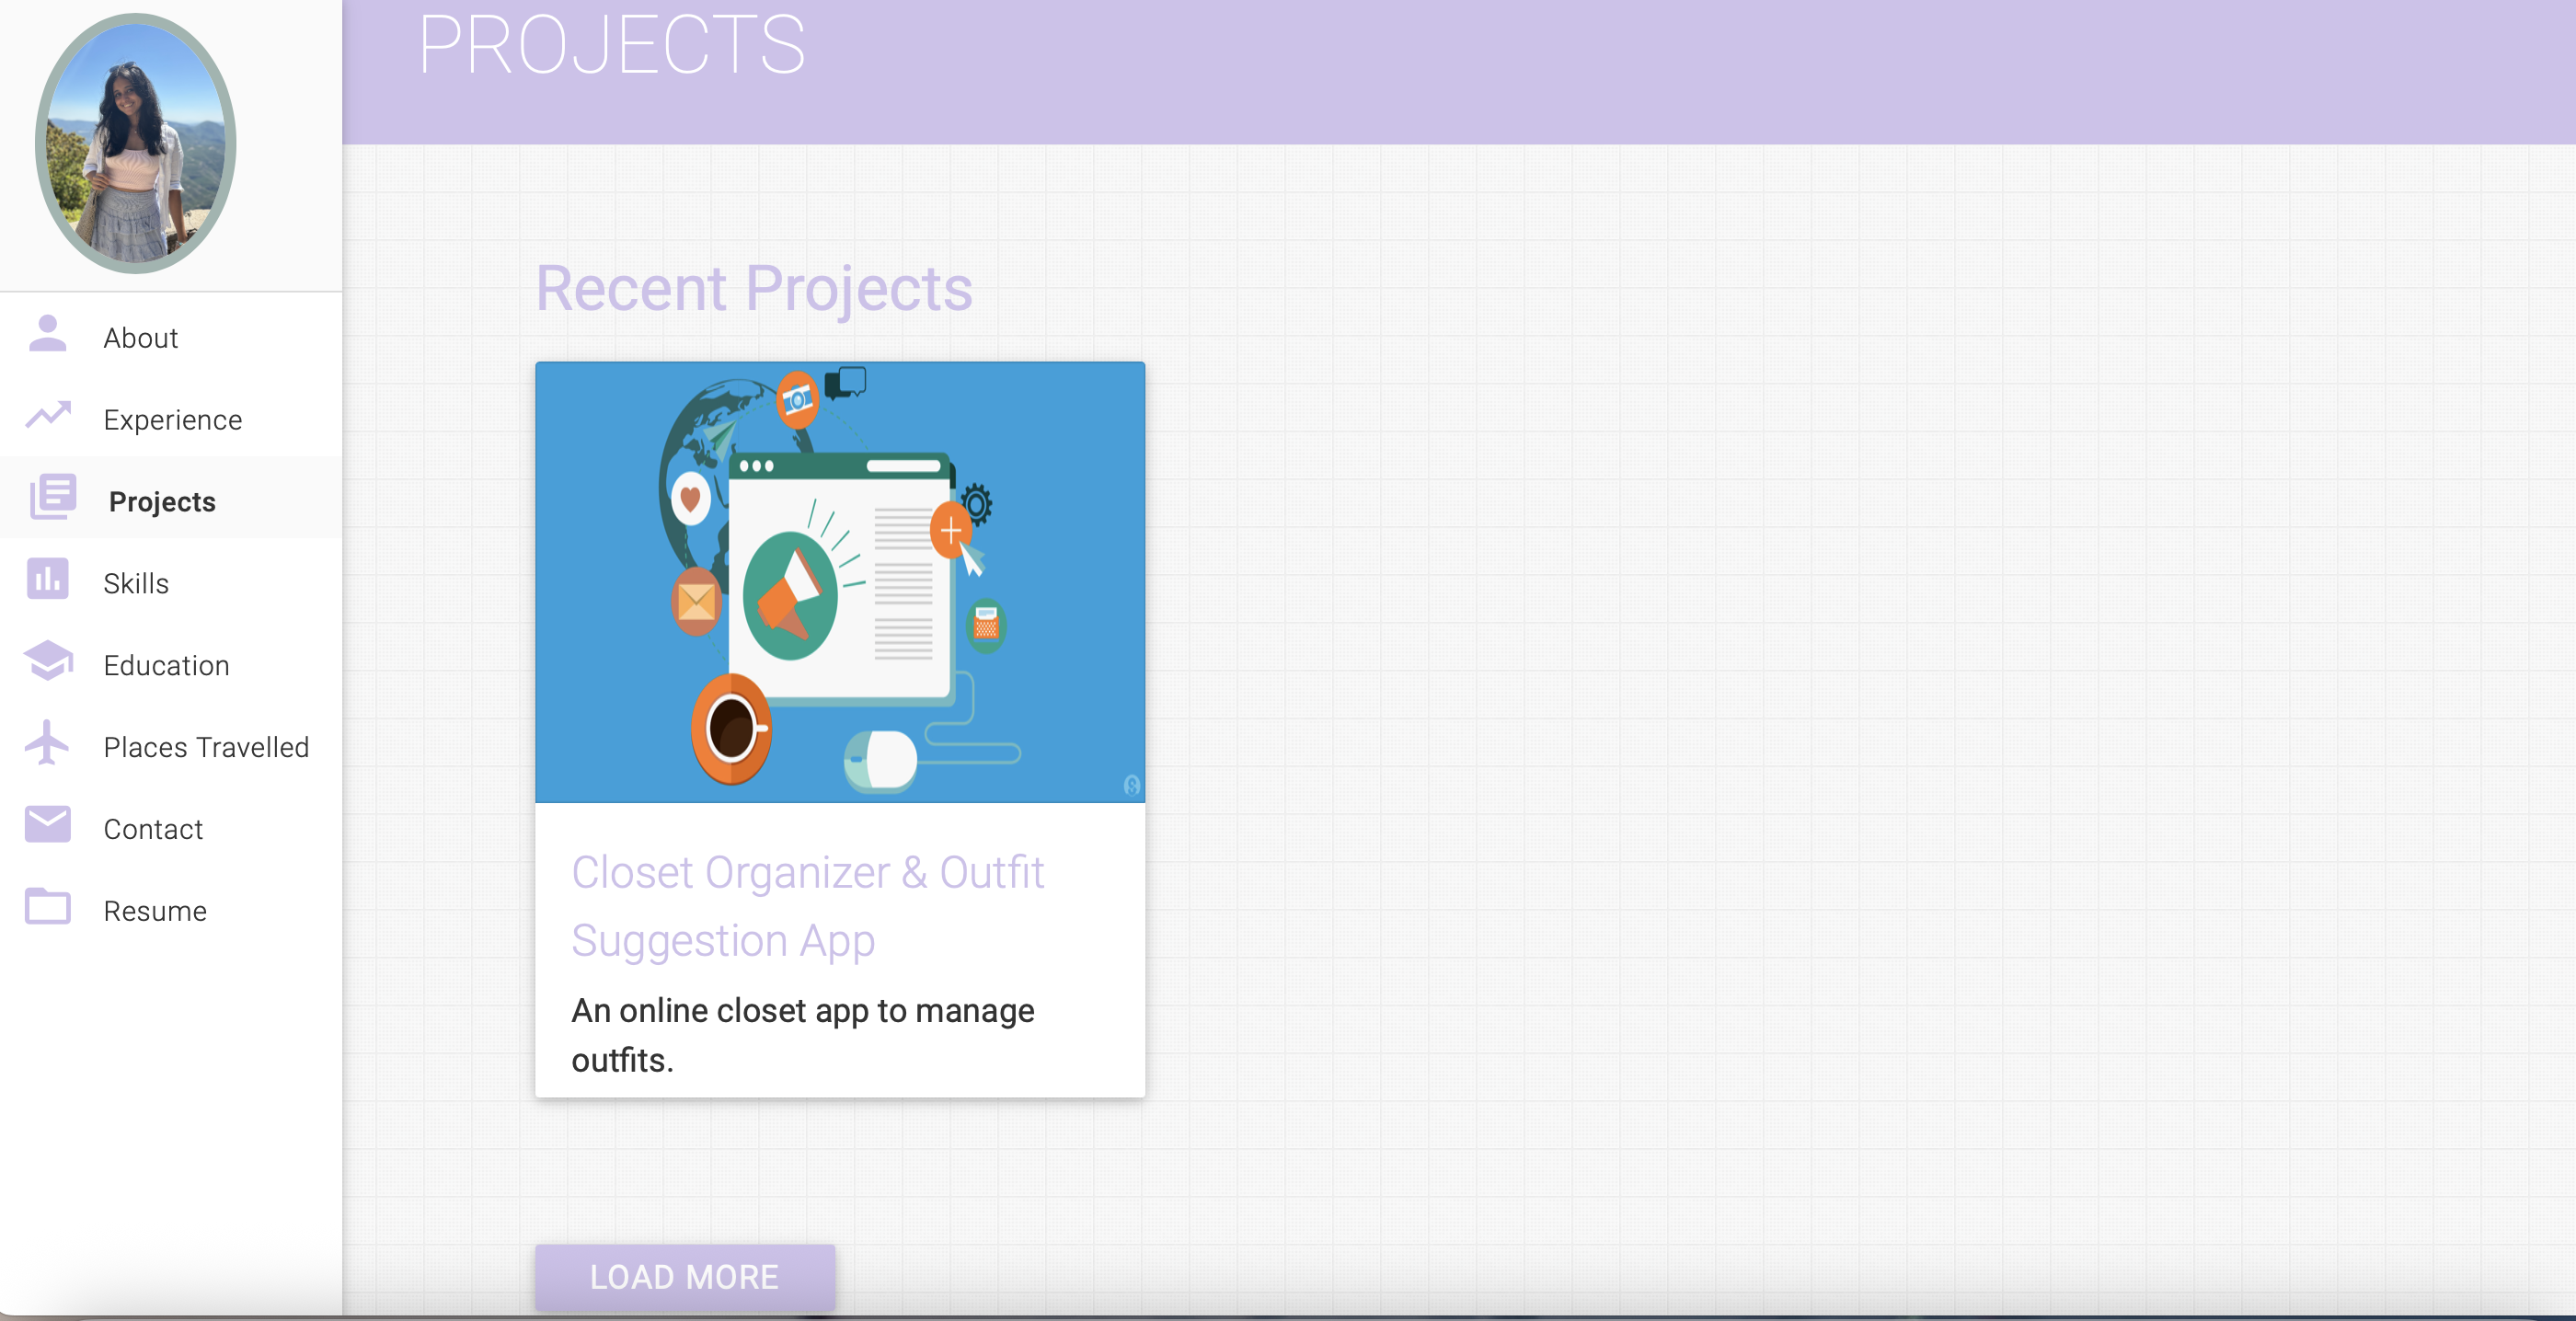 PROJECTS
About
Experience
Projects
Skills
Education
Places Travelled
Contact
Resume
Recent Projects
Closet Organizer & Outfit
Suggestion App
An online closet app to manage
outfits.
LOAD MORE